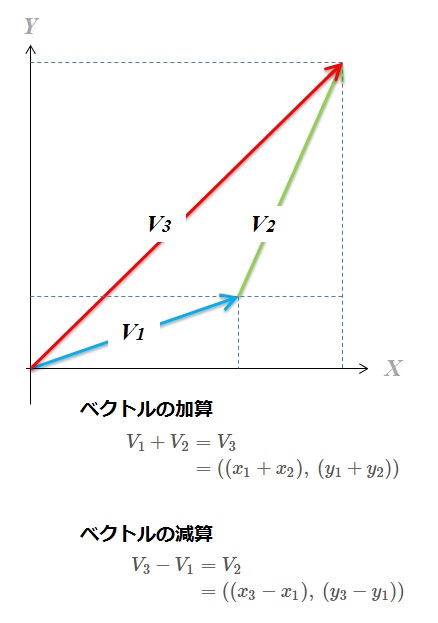 Y
V3
V2
V1
X
ベクトルの加算
V₁ + V₂ = V₃
= ((x₁ + x₂), (y₁ + y₂))
ベクトルの減算
V₃ − V₁ = V₂
= ((x₃ − x₁), (y₃ − y₁))